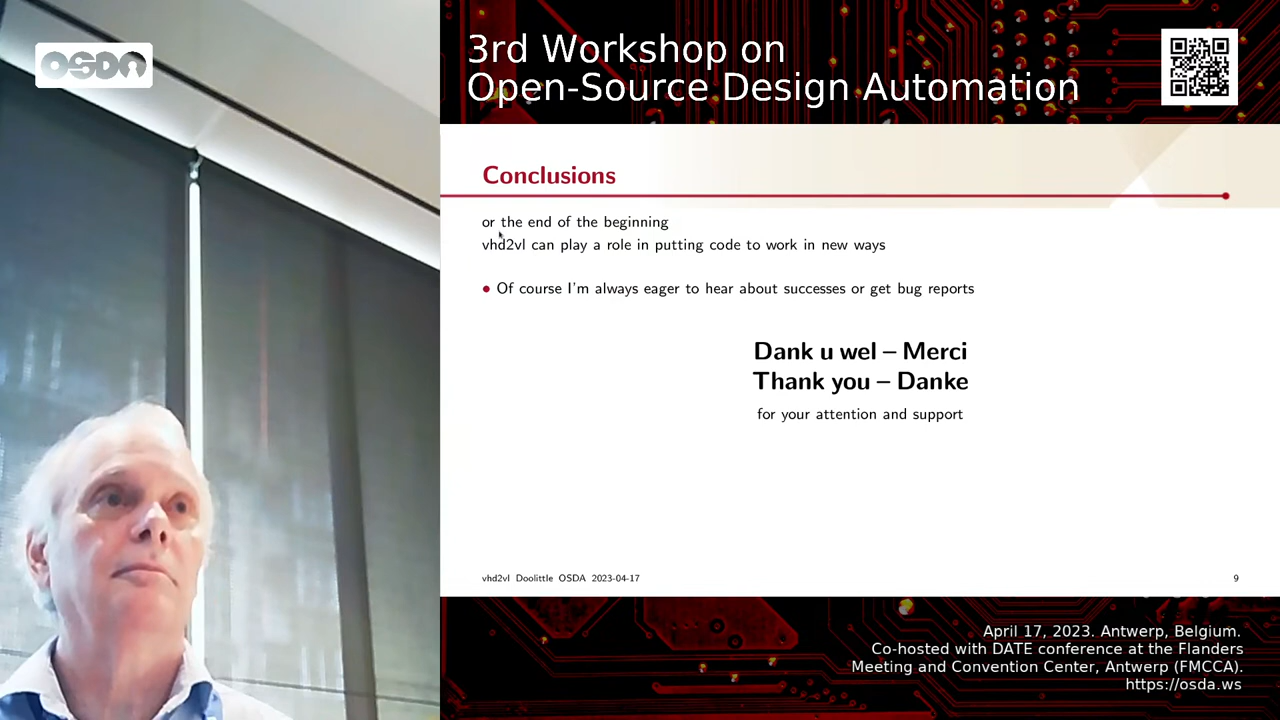 OSDA
3rd Workshop on
Open-Source Design Automation
Conclusions
or the end of the beginning
vhd2vl can play a role in putting code to work in new ways
• Of course I'm always eager to hear about successes or get bug reports
Dank u wel – Merci
Thank you – Danke
for your attention and support
vhd2vl Doolittle OSDA 2023-04-17
9
April 17, 2023. Antwerp, Belgium.
Co-hosted with DATE conference at the Flanders
Meeting and Convention Center, Antwerp (FMCCA).
https://osda.ws